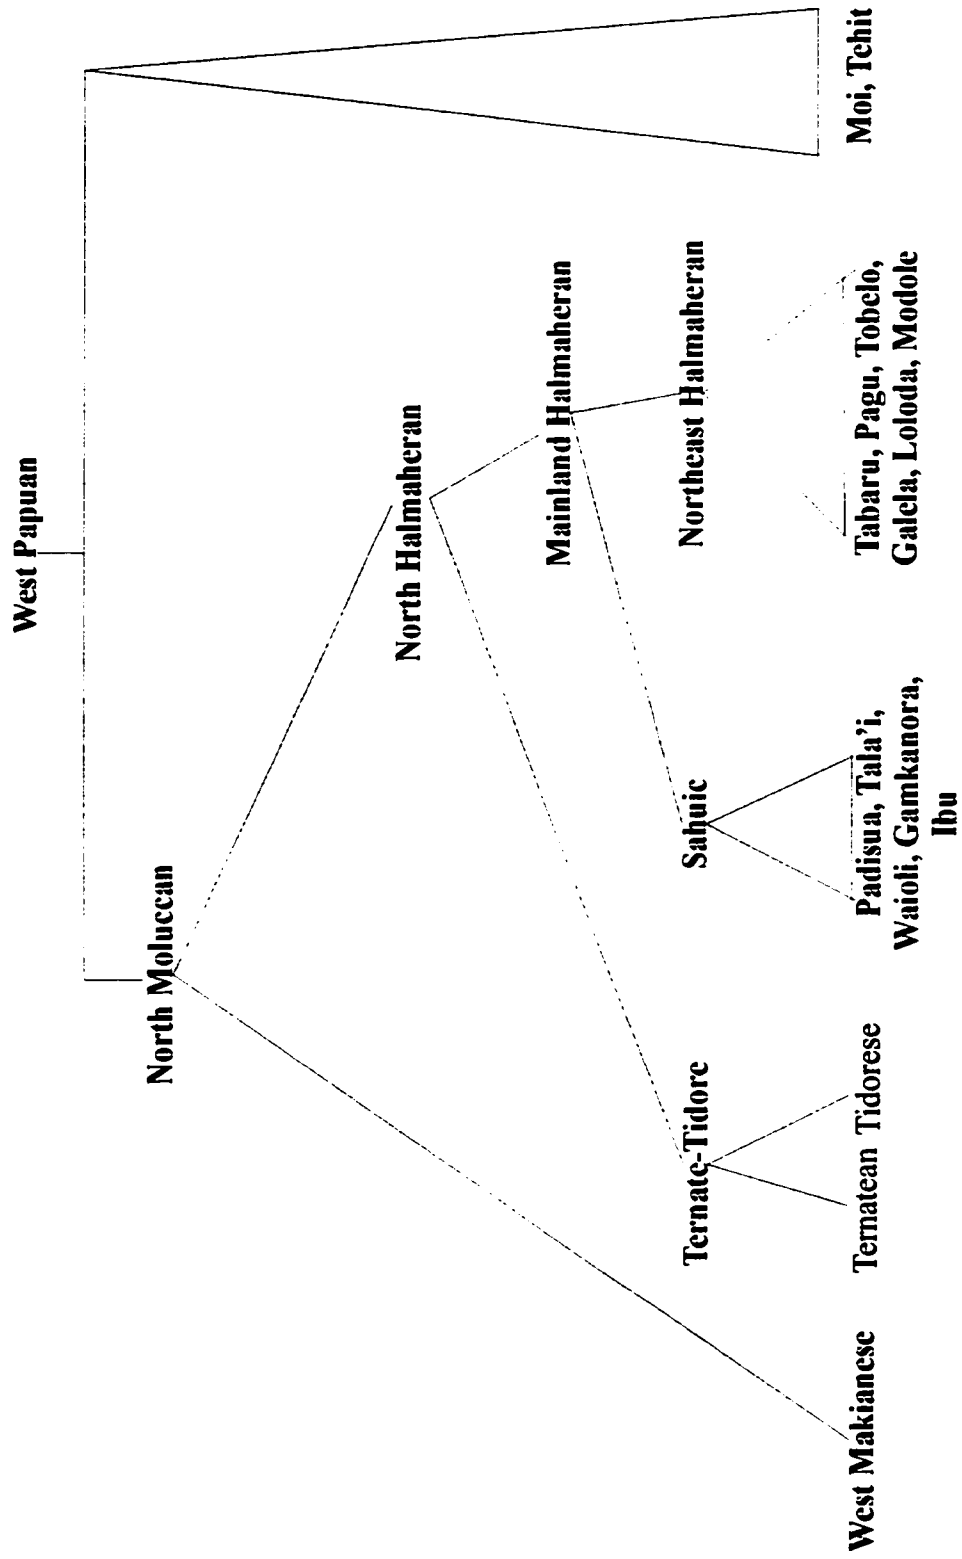 West Papuan
North Moluccan
North Halmaheran
Mainland Halmaheran
Ternate-Tidore
Sahuic
Northeast Halmaheran
West Makianese
Ternatean Tidorese
Padisua, Tala'i,
Waioli, Gamkanora,
Ibu
Tabaru, Pagu, Tobelo,
Galela, Loloda, Modole
Moi, Tehit